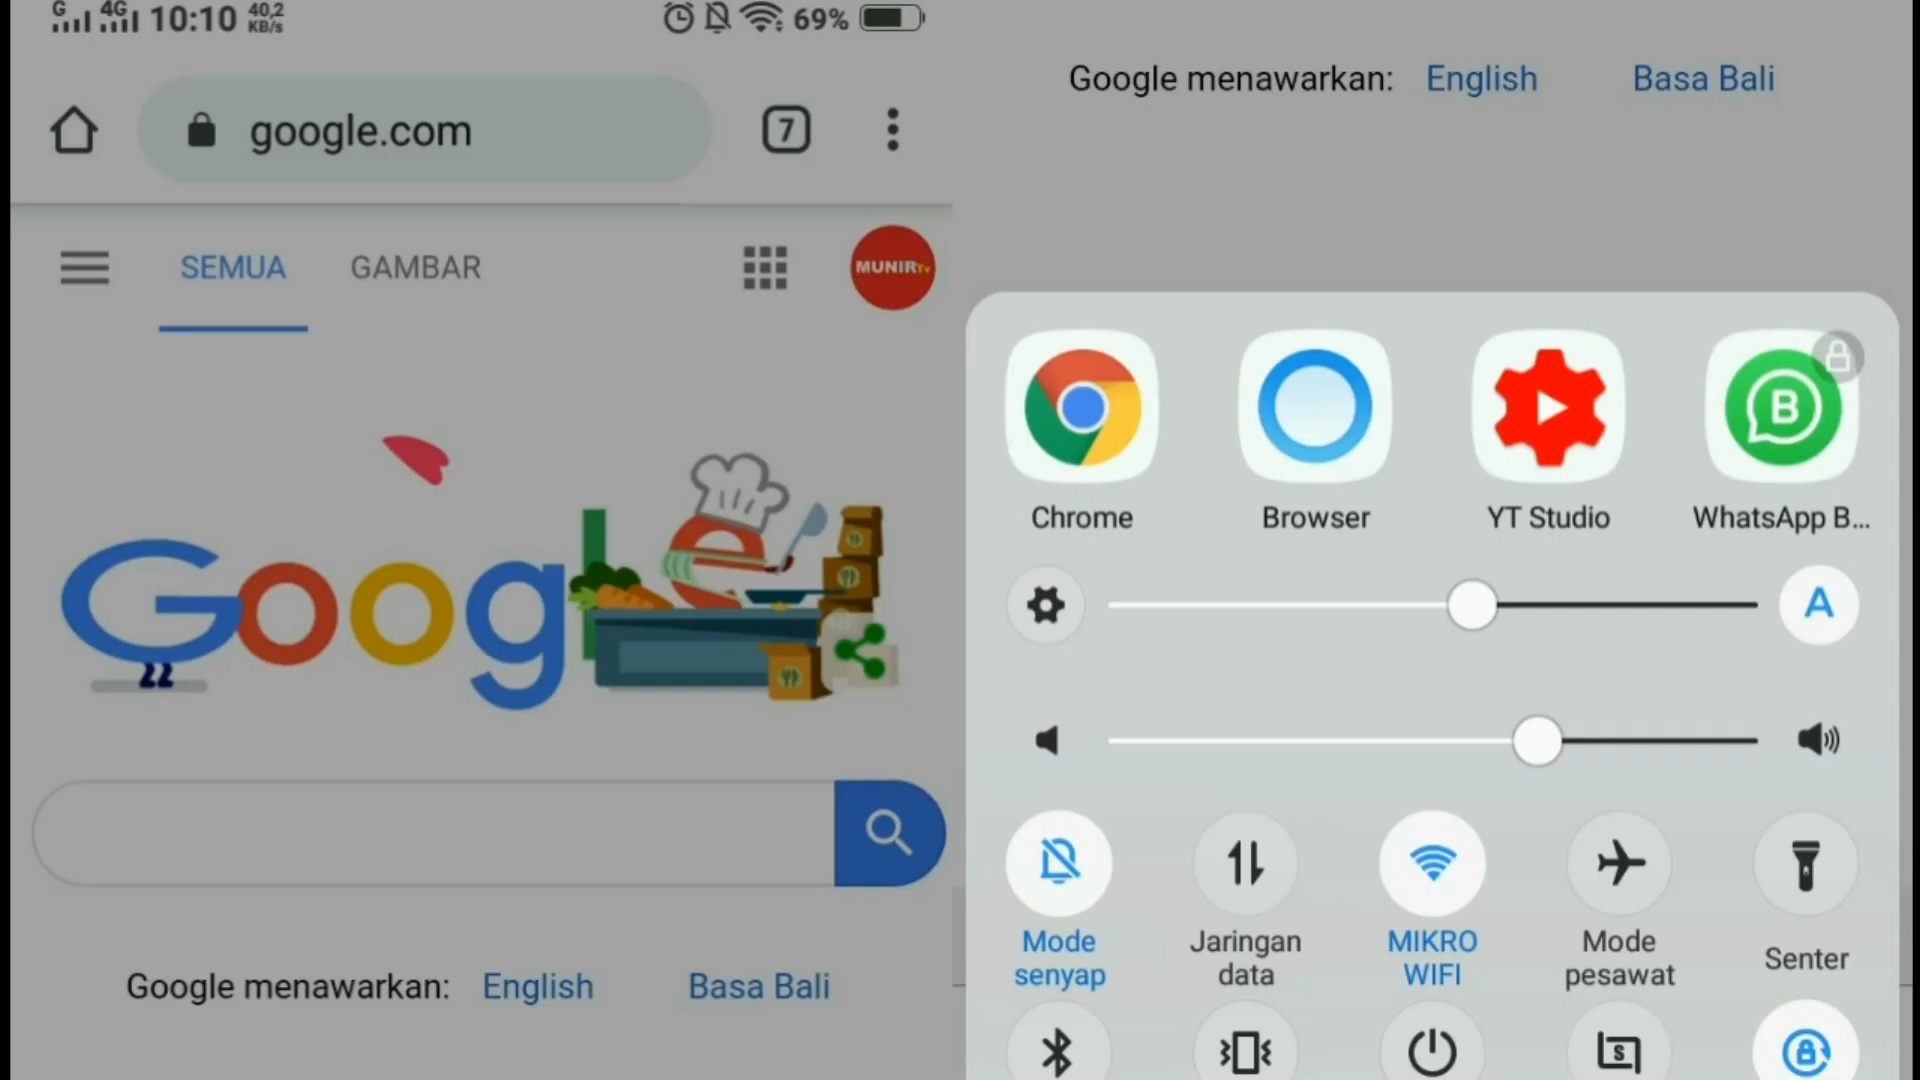 G 4G 10:10 40,2 KB/s 69%
google.com 7
SEMUA GAMBAR MUNIR TV
Google
Google menawarkan: English Basa Bali
Google menawarkan: English Basa Bali
Chrome Browser YT Studio WhatsApp B...
A
Mode senyap
Jaringan data
MIKRO WIFI
Mode pesawat
Senter
S